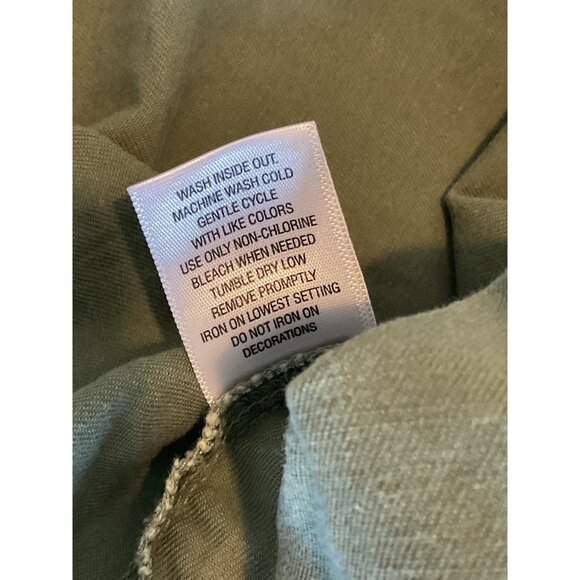 WASH INSIDE OUT.
MACHINE WASH COLD
GENTLE CYCLE
WITH LIKE COLORS
USE ONLY NON-CHLORINE
BLEACH WHEN NEEDED
TUMBLE DRY LOW
REMOVE PROMPTLY
IRON ON LOWEST SETTING
DO NOT IRON ON
DECORATIONS